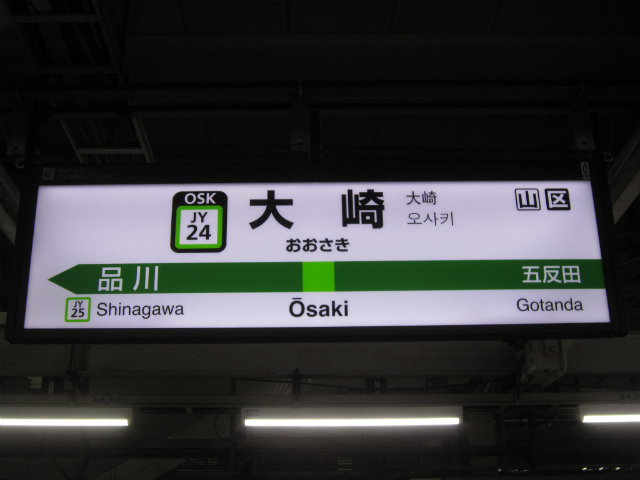 OSK
JY
24
大崎
大崎
오사키
山 区
おおさき
品川
五反田
JY
25
Shinagawa
Ōsaki
Gotanda